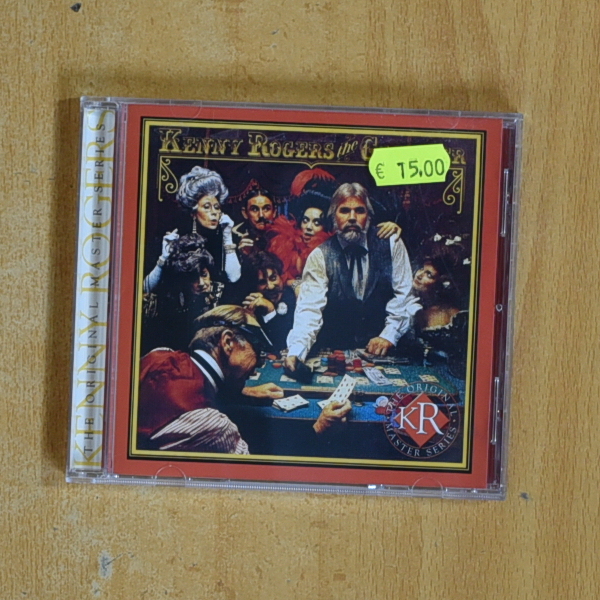 KENNY ROGERS
THE ORIGINAL MASTER SERIES
KENNY ROGERS the
€ 15,00
THE ORIGINAL
KR
MASTER SERIES